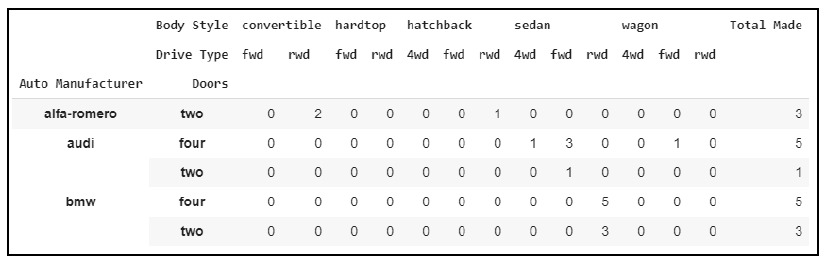 Body Style convertible hardtop hatchback sedan wagon Total Made
Drive Type fwd rwd fwd rwd 4wd fwd rwd 4wd fwd rwd 4wd fwd rwd
Auto Manufacturer Doors
alfa-romero two 0 2 0 0 0 0 1 0 0 0 0 0 0 3
audi four 0 0 0 0 0 0 0 1 3 0 0 1 0 5
two 0 0 0 0 0 0 0 0 1 0 0 0 0 1
bmw four 0 0 0 0 0 0 0 0 0 5 0 0 0 5
two 0 0 0 0 0 0 0 0 0 3 0 0 0 3